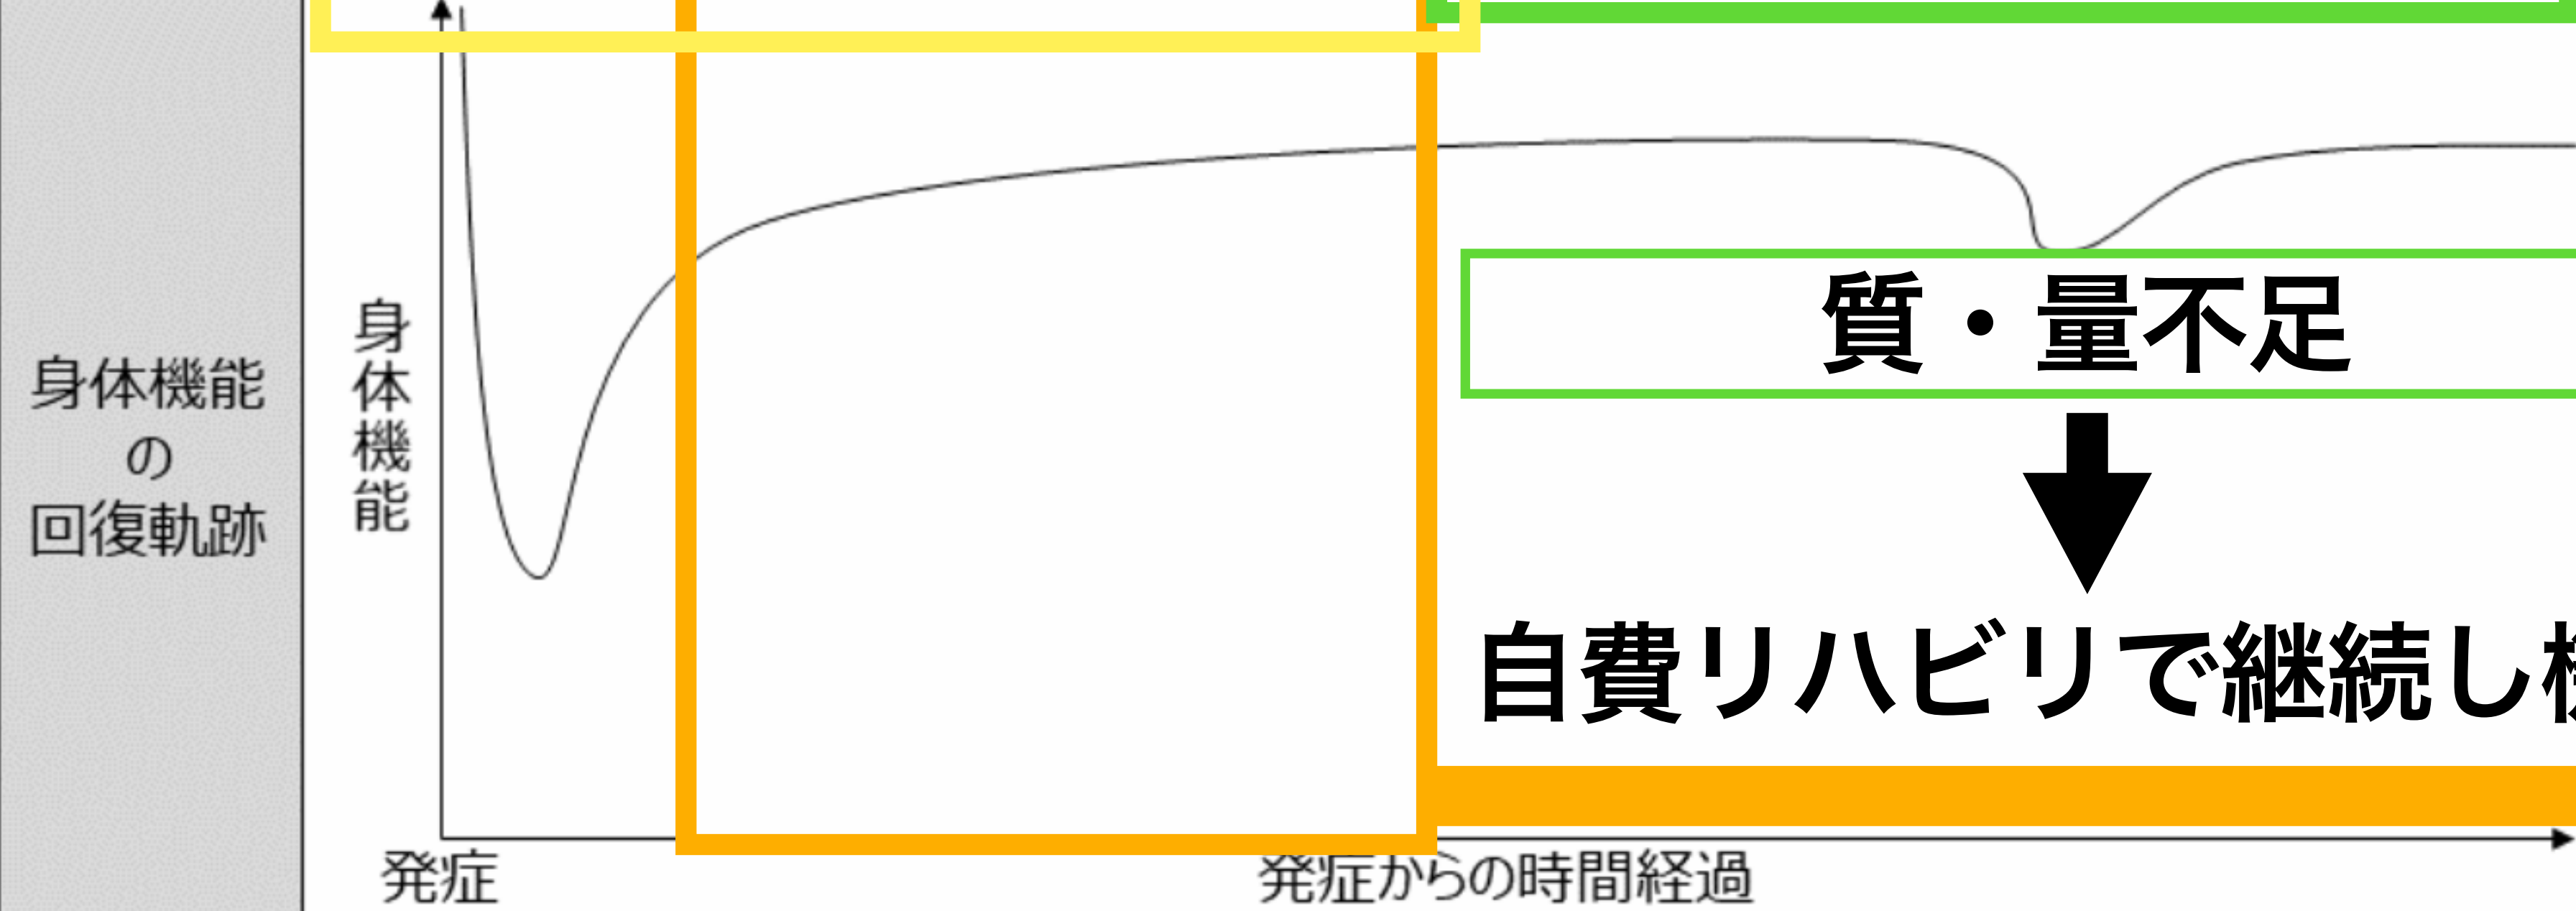 身体機能
の
回復軌跡
身体機能
質・量不足
自費リハビリで継続し
発症
発症からの時間経過